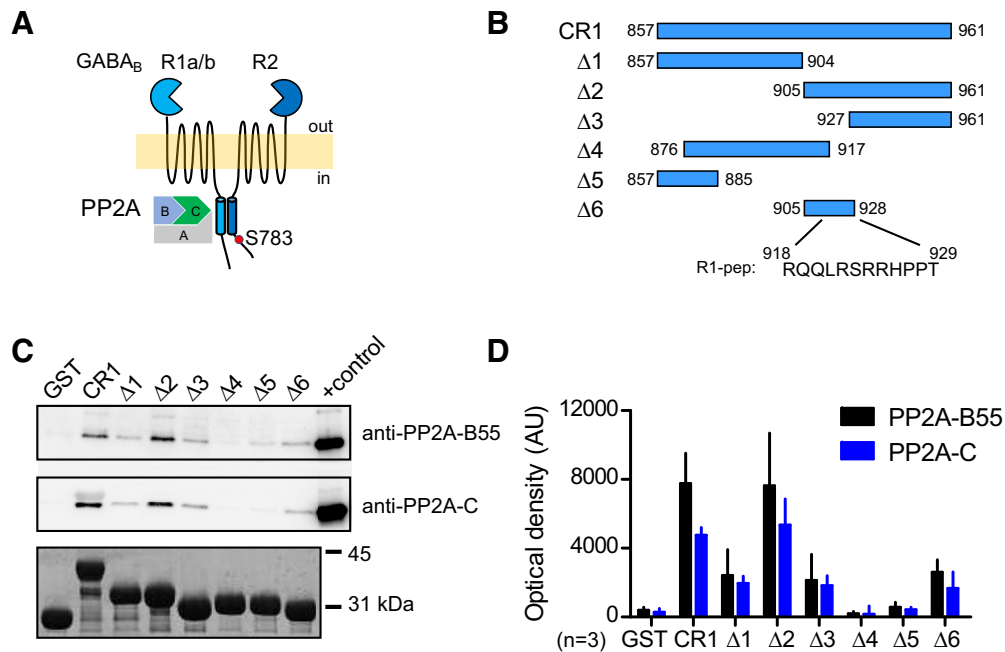 A
GABAB R1a/b R2
out
in
PP2A B C
A
S783
B
CR1 857 961
Δ1 857 904
Δ2 905 961
Δ3 927 961
Δ4 876 917
Δ5 857 885
Δ6 905 928
918 929
R1-pep: RQQLRSRRHPPT
C
GST CR1 Δ1 Δ2 Δ3 Δ4 Δ5 Δ6 +control
anti-PP2A-B55
anti-PP2A-C
45
31 kDa
D
Optical density (AU)
12000
8000
4000
0
PP2A-B55
PP2A-C
(n=3) GST CR1 Δ1 Δ2 Δ3 Δ4 Δ5 Δ6